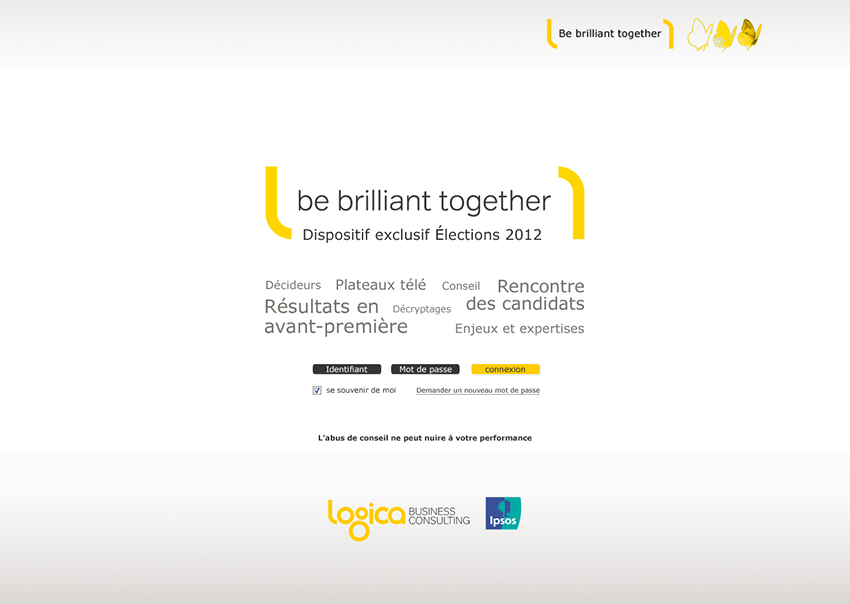 Be brilliant together
be brilliant together
Dispositif exclusif Élections 2012
Décideurs Plateaux télé Conseil Rencontre
des candidats
Résultats en Décryptages
avant-première Enjeux et expertises
Identifiant Mot de passe connexion
se souvenir de moi Demander un nouveau mot de passe
L'abus de conseil ne peut nuire à votre performance
logica BUSINESS
CONSULTING
Ipsos